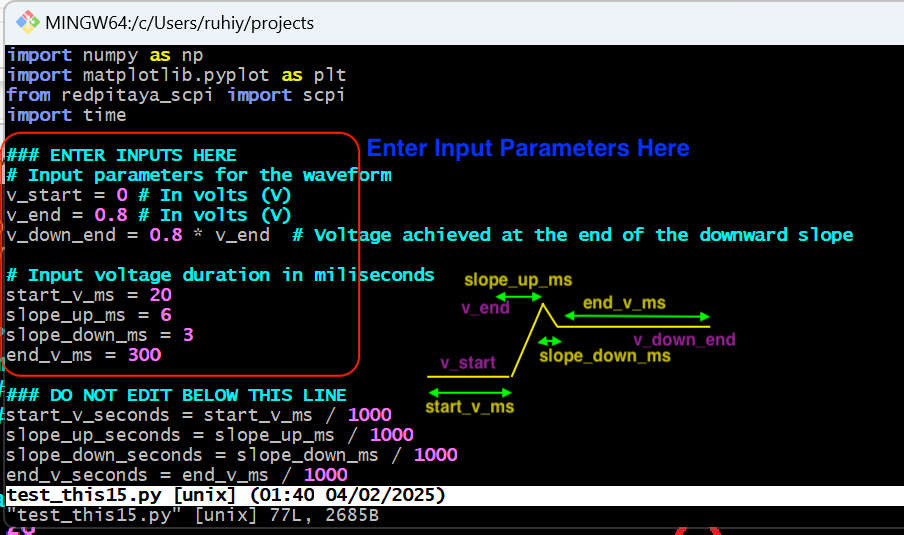 MINGW64:/c/Users/ruhiy/projects
import numpy as np
import matplotlib.pyplot as plt
from redpitaya_scpi import scpi
import time
### ENTER INPUTS HERE
Enter Input Parameters Here
# Input parameters for the waveform
v_start = 0 # In volts (V)
v_end = 0.8 # In volts (V)
v_down_end = 0.8 * v_end  # Voltage achieved at the end of the downward slope
# Input voltage duration in miliseconds
start_v_ms = 20
slope_up_ms = 6
slope_down_ms = 3
end_v_ms = 300
slope_up_ms
v_end
end_v_ms
v_down_end
slope_down_ms
v_start
start_v_ms
### DO NOT EDIT BELOW THIS LINE
start_v_seconds = start_v_ms / 1000
slope_up_seconds = slope_up_ms / 1000
slope_down_seconds = slope_down_ms / 1000
end_v_seconds = end_v_ms / 1000
test_this15.py [unix] (01:40 04/02/2025)
"test_this15.py" [unix] 77L, 2685B